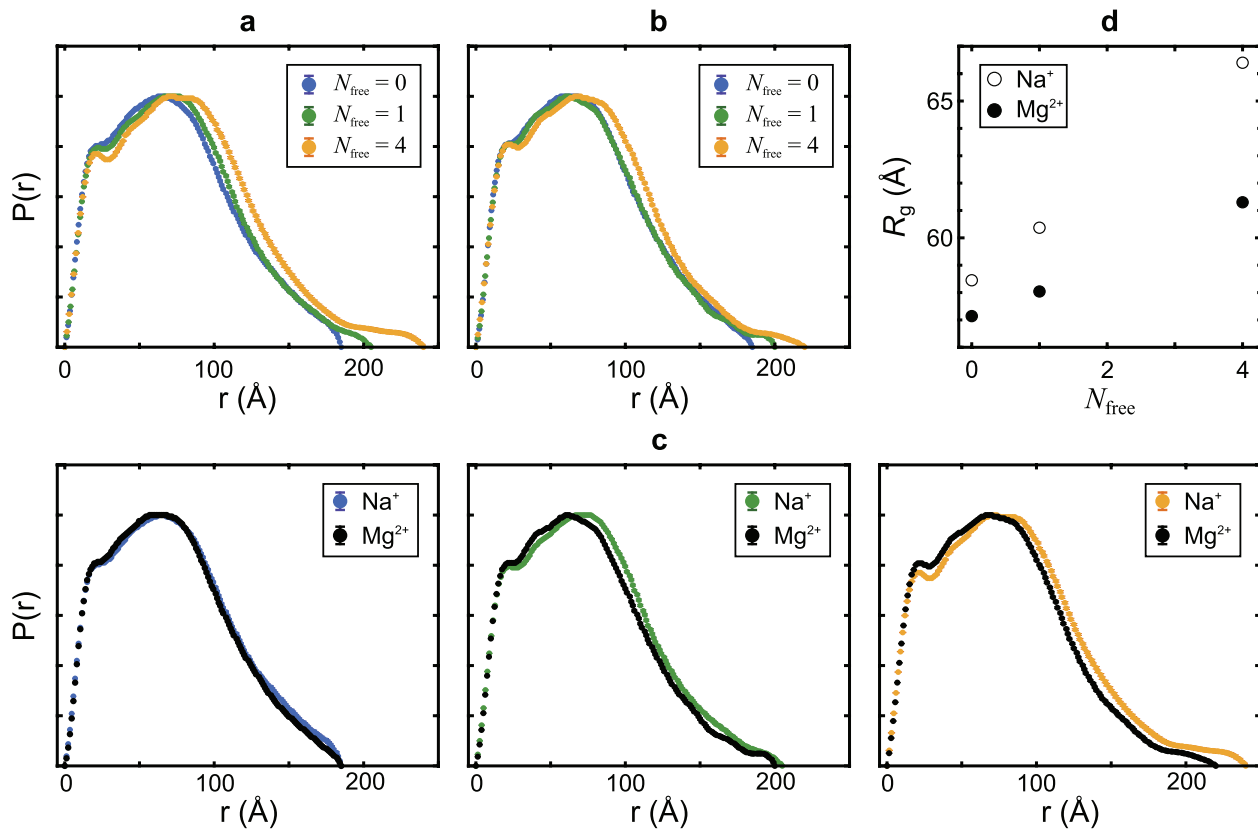 a
b
d
N_free = 0
N_free = 1
N_free = 4
P(r)
0
100
200
r (Å)
N_free = 0
N_free = 1
N_free = 4
0
100
200
r (Å)
Na⁺
Mg²⁺
65
60
R_g (Å)
0
2
4
N_free
c
Na⁺
Mg²⁺
P(r)
0
100
200
r (Å)
Na⁺
Mg²⁺
0
100
200
r (Å)
Na⁺
Mg²⁺
0
100
200
r (Å)